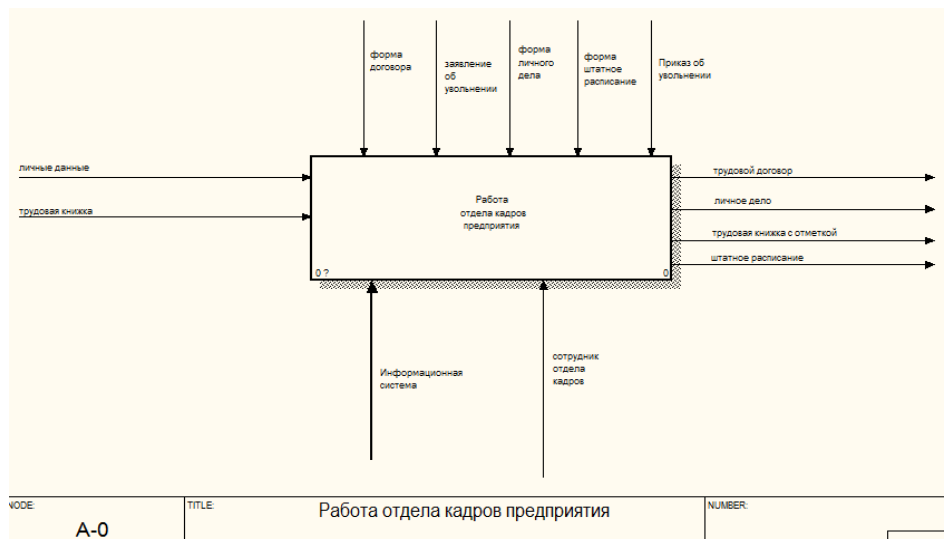 форма
договора
заявление
об
увольнении
форма
личного
дела
форма
штатное
расписание
Приказ об
увольнении
личные данные
трудовая книжка
Работа
отдела кадров
предприятия
0 ?
0
трудовой договор
личное дело
трудовая книжка с отметкой
штатное расписание
Информационная
система
сотрудник
отдела
кадров
NODE:
A-0
TITLE:
Работа отдела кадров предприятия
NUMBER: